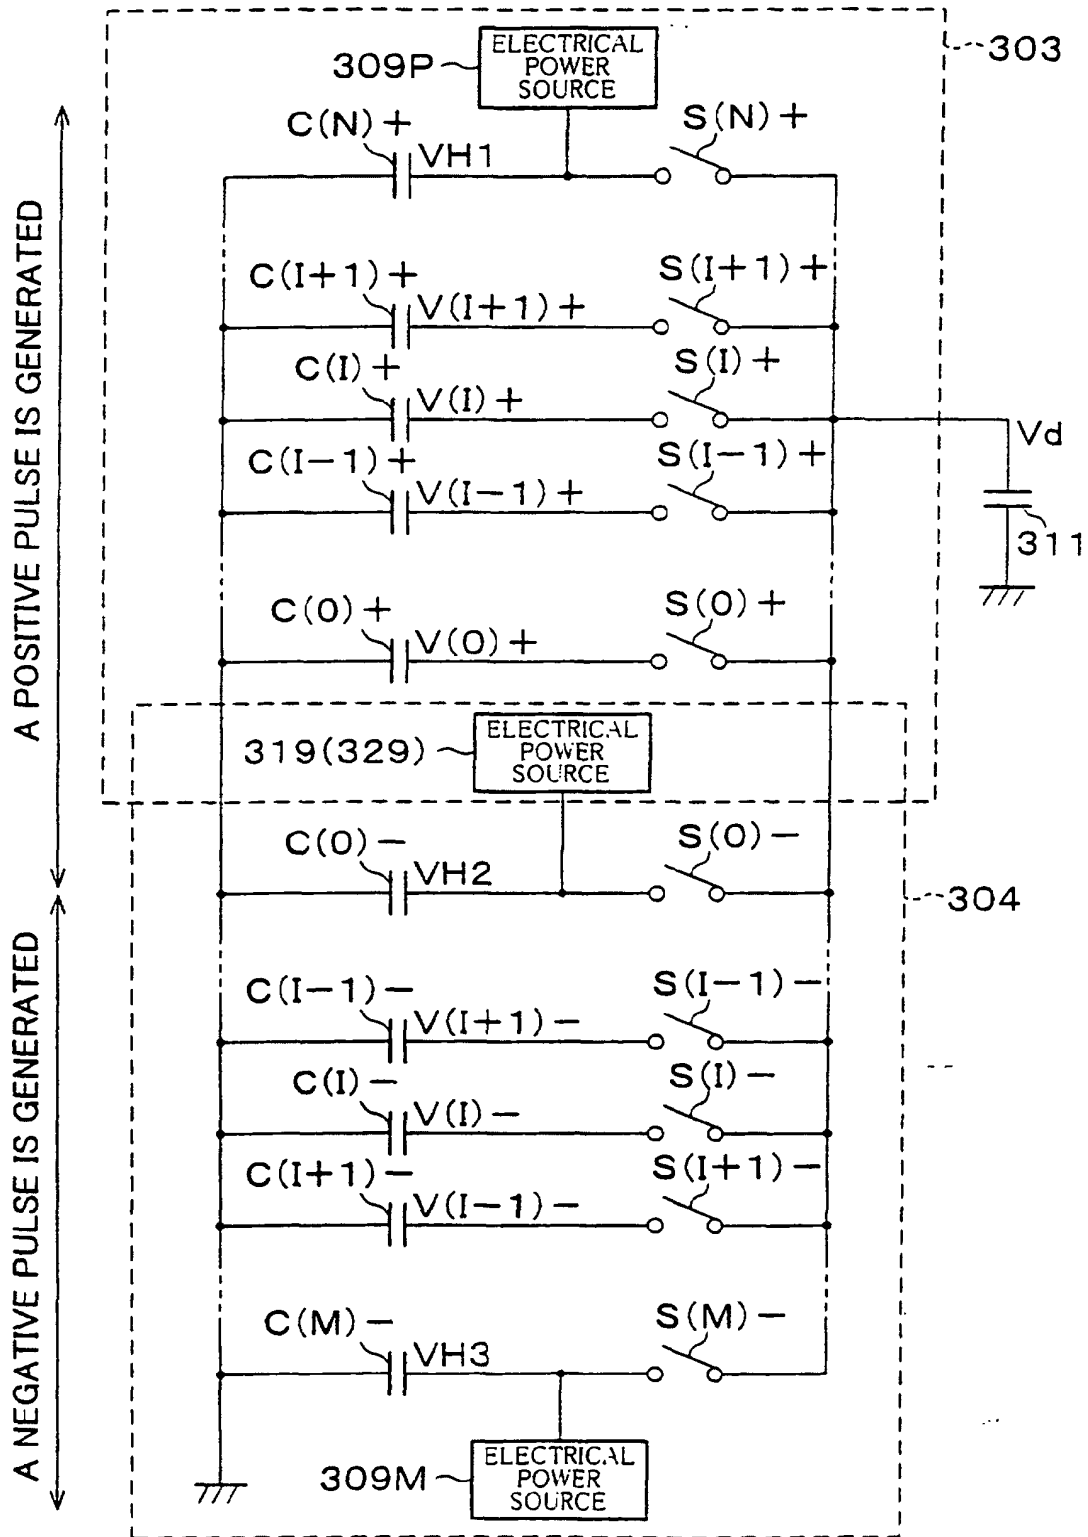 ELECTRICAL
POWER
SOURCE
309P
303
C(N)+
VH1
S(N)+
C(I+1)+
V(I+1)+
S(I+1)+
C(I)+
V(I)+
S(I)+
Vd
C(I-1)+
V(I-1)+
S(I-1)+
311
C(0)+
V(0)+
S(0)+
A POSITIVE PULSE IS GENERATED
ELECTRICAL
POWER
SOURCE
319(329)
C(0)-
VH2
S(0)-
304
C(I-1)-
V(I+1)-
S(I-1)-
C(I)-
V(I)-
S(I)-
C(I+1)-
V(I-1)-
S(I+1)-
C(M)-
VH3
S(M)-
A NEGATIVE PULSE IS GENERATED
309M
ELECTRICAL
POWER
SOURCE